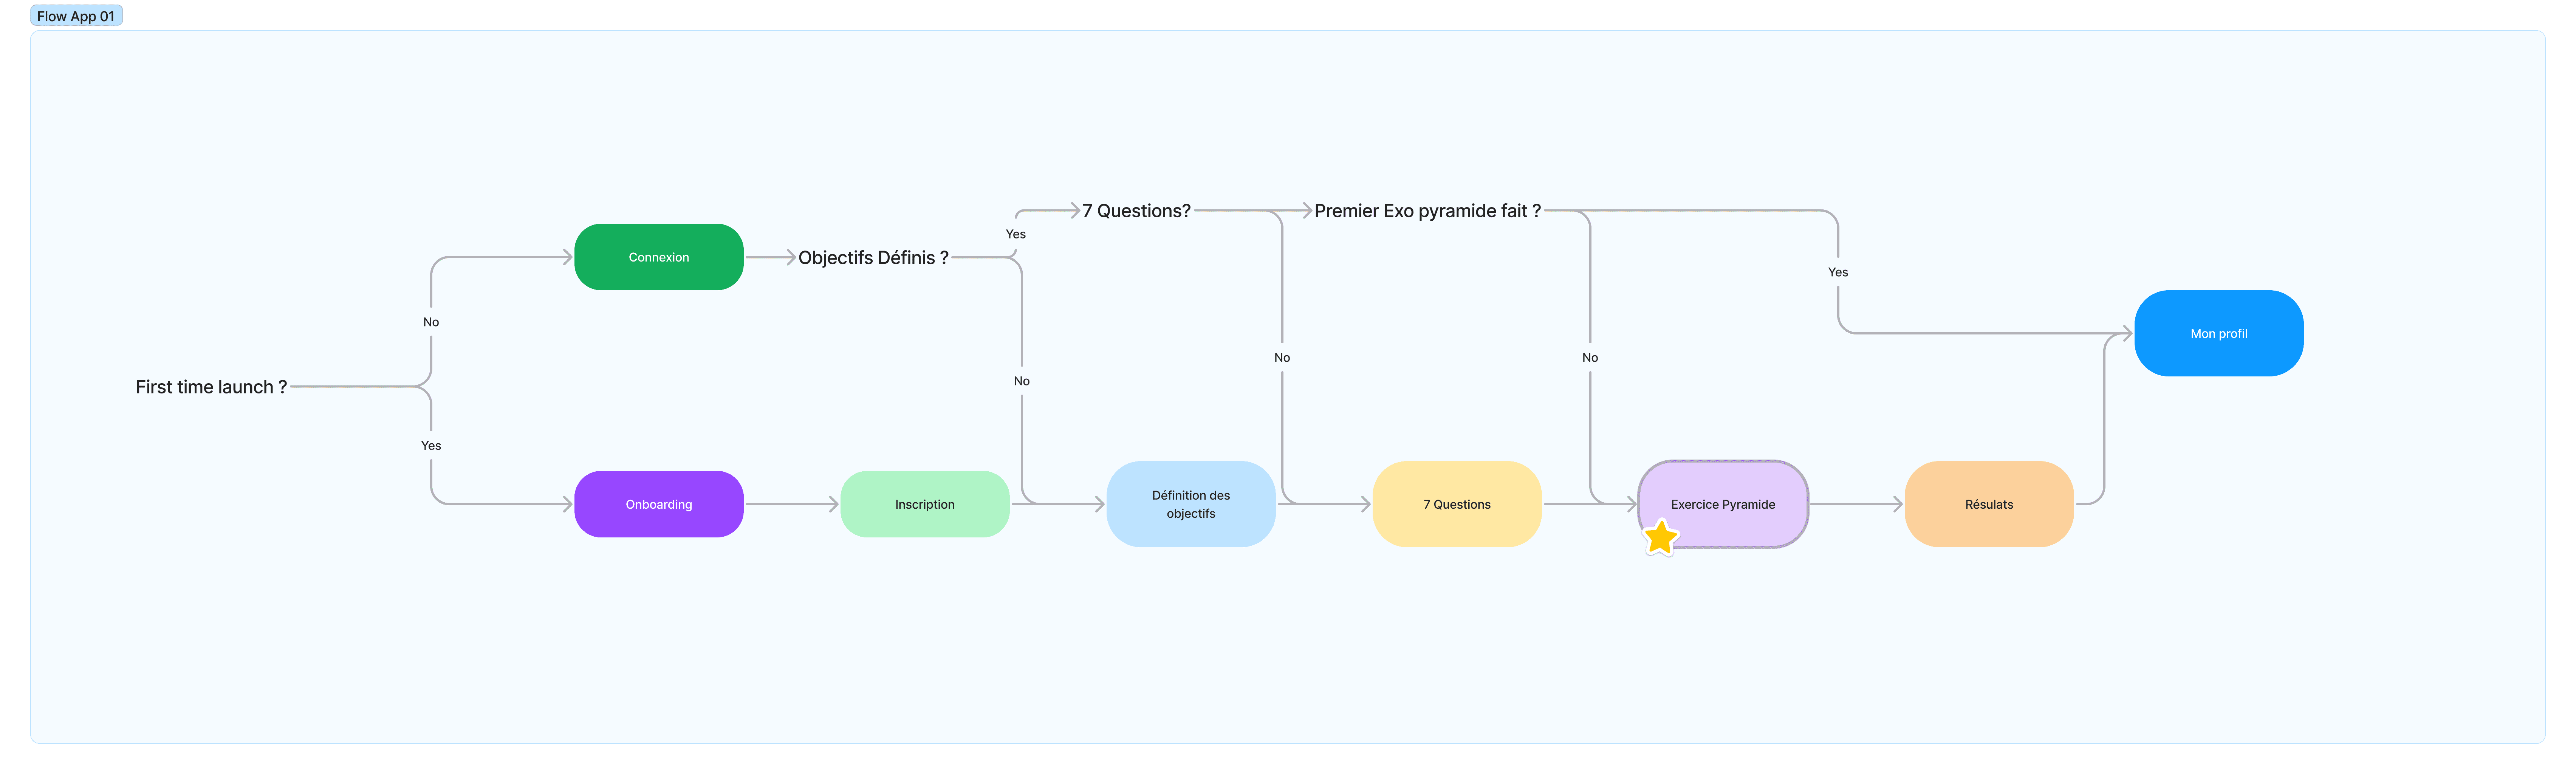 Flow App 01
7 Questions?
Premier Exo pyramide fait ?
Yes
Connexion
Objectifs Définis ?
Yes
No
Mon profil
No
No
No
First time launch ?
Yes
Onboarding
Inscription
Définition des
objectifs
7 Questions
Exercice Pyramide
Résulats